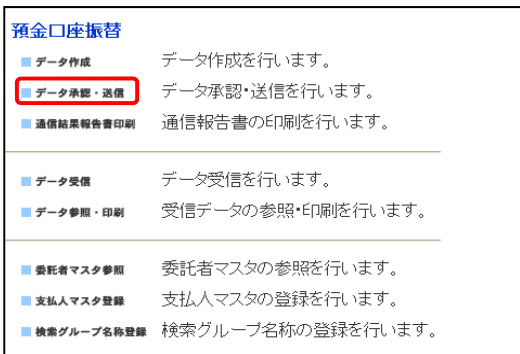 預金口座振替
データ作成 データ作成を行います。
データ承認・送信 データ承認・送信を行います。
通信結果報告書印刷 通信報告書の印刷を行います。
データ受信 データ受信を行います。
データ参照・印刷 受信データの参照・印刷を行います。
委託者マスタ参照 委託者マスタの参照を行います。
支払人マスタ登録 支払人マスタの登録を行います。
検索グループ名称登録 検索グループ名称の登録を行います。